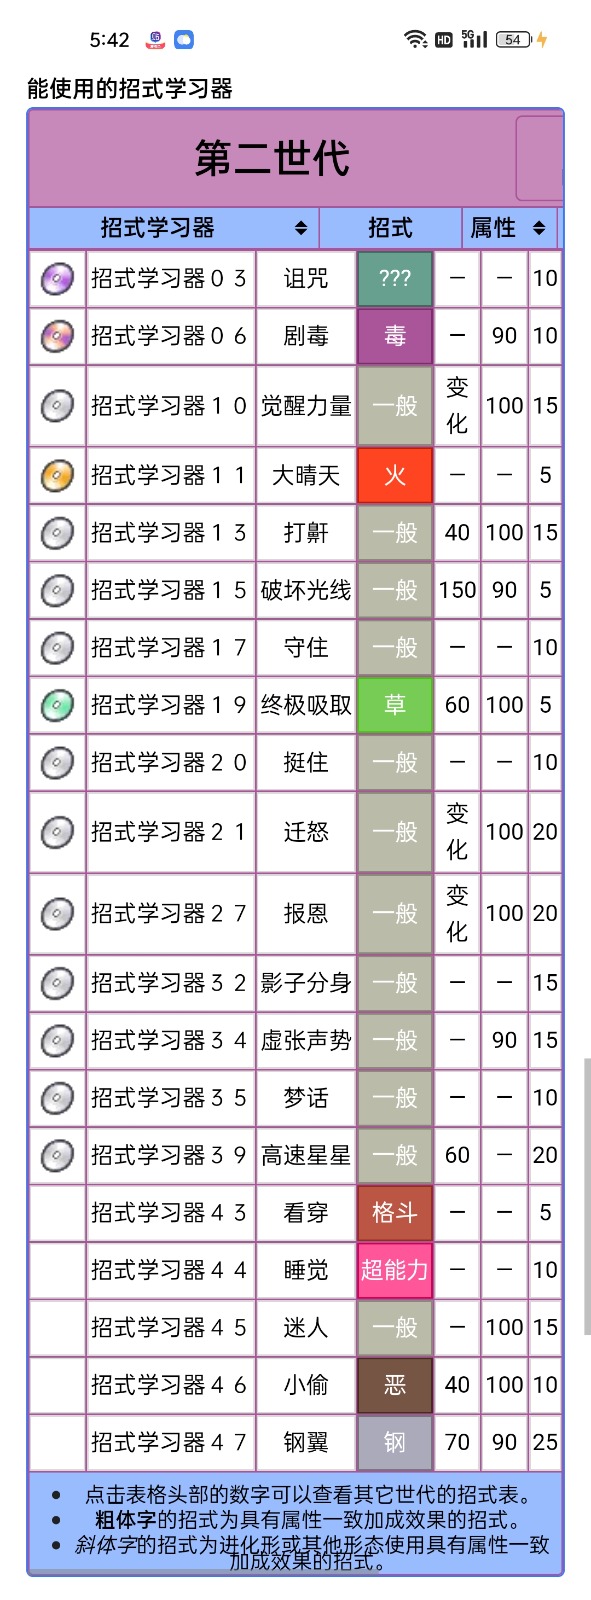 5:42 HD 5G 54
能使用的招式学习器
第二世代
招式学习器 招式 属性
招式学习器０３ 诅咒 ??? — — 10
招式学习器０６ 剧毒 毒 — 90 10
招式学习器１０ 觉醒力量 一般 变化 100 15
招式学习器１１ 大晴天 火 — — 5
招式学习器１３ 打鼾 一般 40 100 15
招式学习器１５ 破坏光线 一般 150 90 5
招式学习器１７ 守住 一般 — — 10
招式学习器１９ 终极吸取 草 60 100 5
招式学习器２０ 挺住 一般 — — 10
招式学习器２１ 迁怒 一般 变化 100 20
招式学习器２７ 报恩 一般 变化 100 20
招式学习器３２ 影子分身 一般 — — 15
招式学习器３４ 虚张声势 一般 — 90 15
招式学习器３５ 梦话 一般 — — 10
招式学习器３９ 高速星星 一般 60 — 20
招式学习器４３ 看穿 格斗 — — 5
招式学习器４４ 睡觉 超能力 — — 10
招式学习器４５ 迷人 一般 — 100 15
招式学习器４６ 小偷 恶 40 100 10
招式学习器４７ 钢翼 钢 70 90 25
• 点击表格头部的数字可以查看其它世代的招式表。
• 粗体字的招式为具有属性一致加成效果的招式。
• 斜体字的招式为进化形或其他形态使用具有属性一致
加成效果的招式。